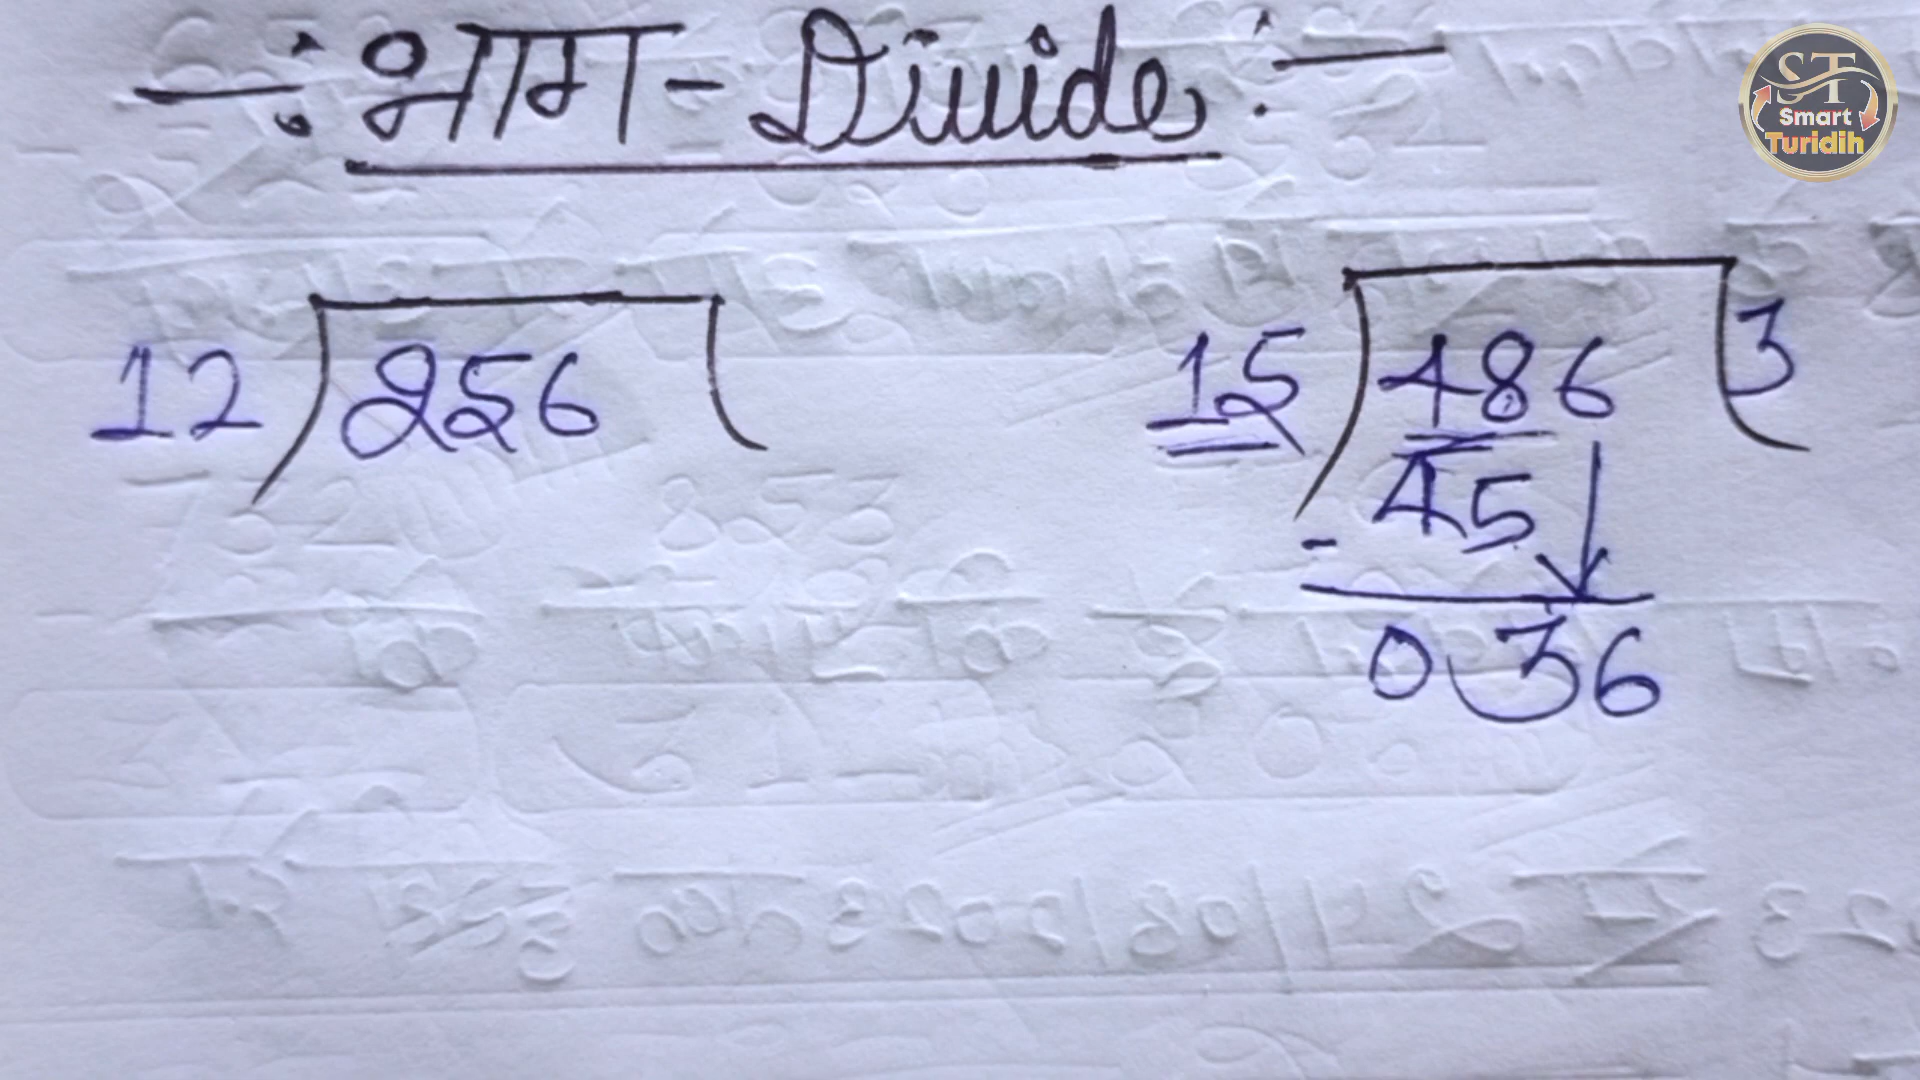 -: भाग - Divide :-
ST
Smart
Turidih
12 ) 256 (
15 ) 486 ( 3
- 45
036